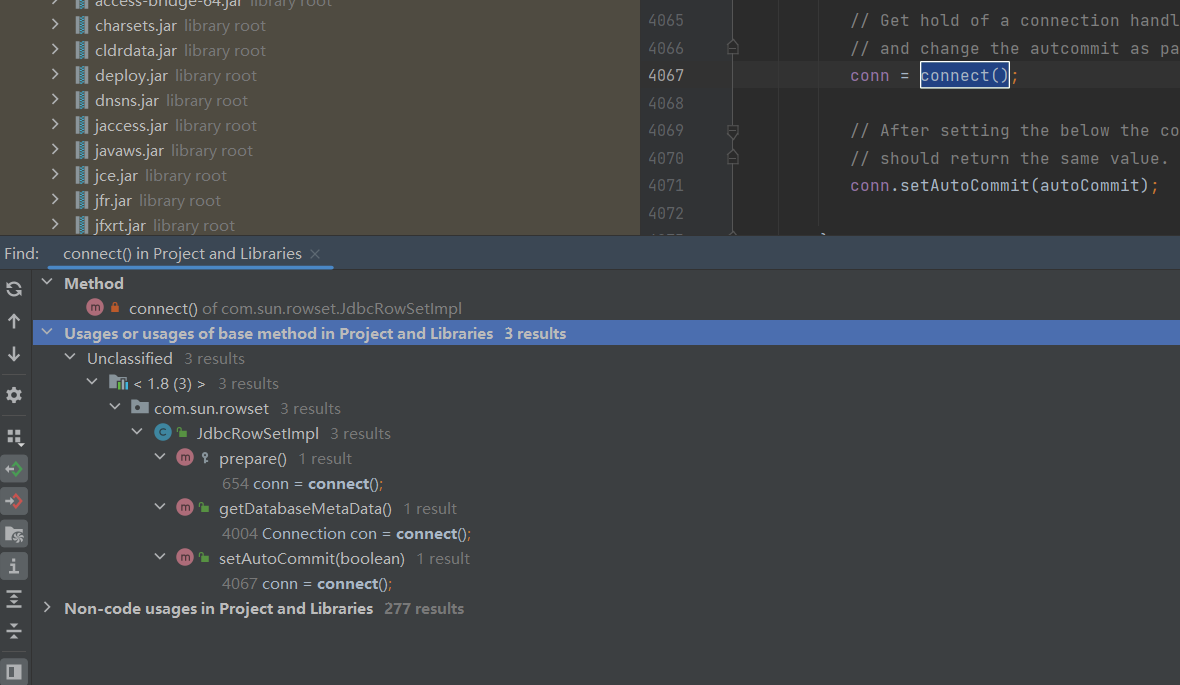 access-bridge-64.jar library root
charsets.jar library root
cldrdata.jar library root
deploy.jar library root
dnsns.jar library root
jaccess.jar library root
javaws.jar library root
jce.jar library root
jfr.jar library root
jfxrt.jar library root
4065 // Get hold of a connection handl
4066 // and change the autcommit as pa
4067 conn = connect();
4068
4069 // After setting the below the co
4070 // should return the same value.
4071 conn.setAutoCommit(autoCommit);
4072
Find: connect() in Project and Libraries
Method
connect() of com.sun.rowset.JdbcRowSetImpl
Usages or usages of base method in Project and Libraries 3 results
Unclassified 3 results
< 1.8 (3) > 3 results
com.sun.rowset 3 results
JdbcRowSetImpl 3 results
prepare() 1 result
654 conn = connect();
getDatabaseMetaData() 1 result
4004 Connection con = connect();
setAutoCommit(boolean) 1 result
4067 conn = connect();
Non-code usages in Project and Libraries 277 results